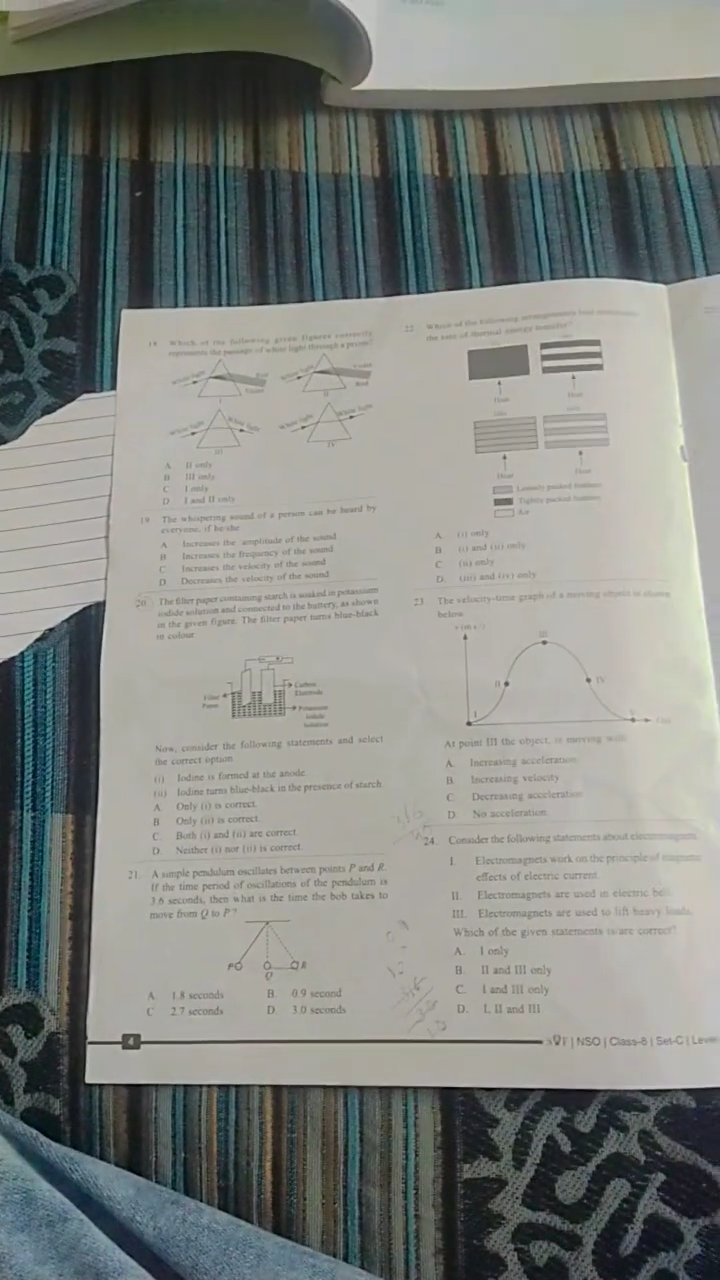 18. Which of the following given figures correctly
represents the passage of white light through a prism?
White light
Red
Violet
I
White light
Violet
Red
II
White light
White light
III
White light
White light
IV
A. II only
B. III only
C. I only
D. I and II only
19. The whispering sound of a person can be heard by
everyone, if he/she
A. Increases the amplitude of the sound
B. Increases the frequency of the sound
C. Increases the velocity of the sound
D. Decreases the velocity of the sound
20. The filter paper containing starch is soaked in potassium
iodide solution and connected to the battery, as shown
in the given figure. The filter paper turns blue-black
in colour.
Filter
Paper
Carbon
Electrode
Potassium
iodide
solution
Now, consider the following statements and select
the correct option.
(i) Iodine is formed at the anode.
(ii) Iodine turns blue-black in the presence of starch.
A. Only (i) is correct.
B. Only (ii) is correct.
C. Both (i) and (ii) are correct.
D. Neither (i) nor (ii) is correct.
21. A simple pendulum oscillates between points P and R.
If the time period of oscillations of the pendulum is
3.6 seconds, then what is the time the bob takes to
move from Q to P?
P
Q
R
A. 1.8 seconds
B. 0.9 second
C. 2.7 seconds
D. 3.0 seconds
22. Which of the following arrangements
the rate of thermal energy transfer?
Heat
Heat
Heat
Heat
Loosely packed
Tightly packed
Air
A. (i) only
B. (i) and (ii) only
C. (ii) only
D. (iii) and (iv) only
23. The velocity-time graph of a moving object is shown
below.
I
II
III
IV
V
At point III the object, is moving with
A. Increasing acceleration
B. Increasing velocity
C. Decreasing acceleration
D. No acceleration
24. Consider the following statements about
I. Electromagnets work on the principle of magnetic
effects of electric current.
II. Electromagnets are used in electric
III. Electromagnets are used to lift heavy loads.
Which of the given statements is/are correct?
A. I only
B. II and III only
C. I and III only
D. I, II and III
4
NSO | Class-8 | Set-C | Level